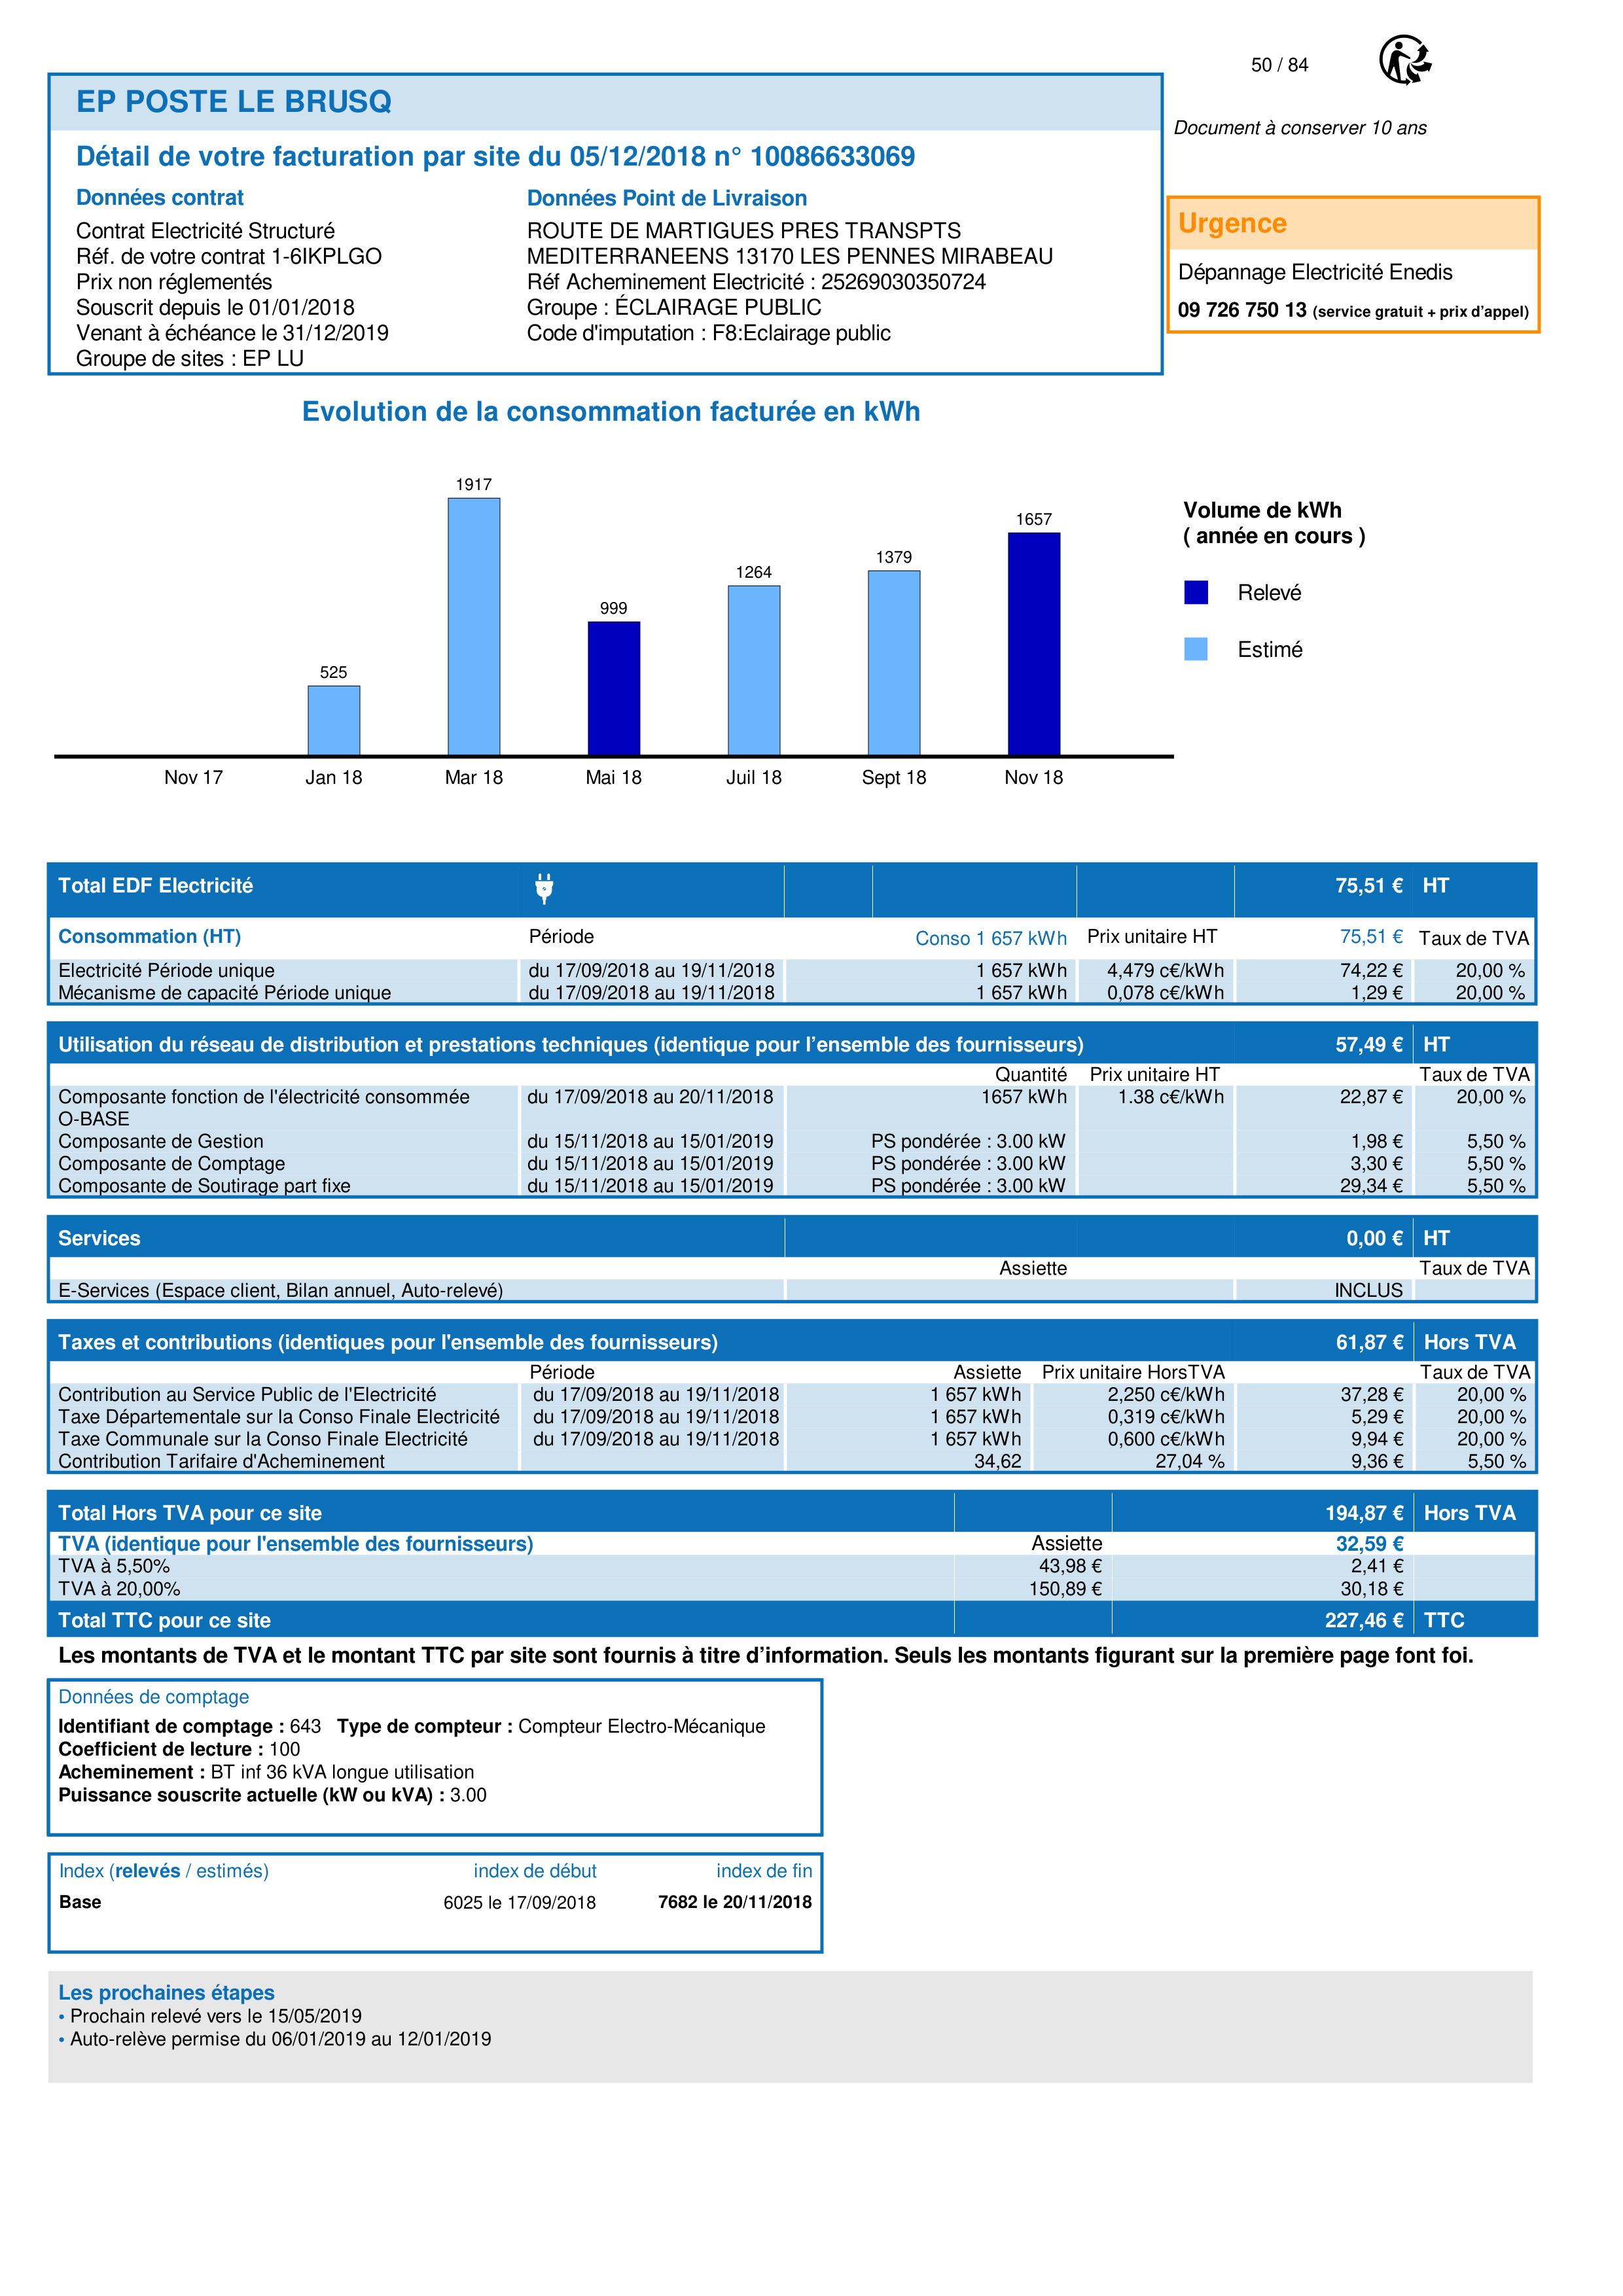 50 / 84
EP POSTE LE BRUSQ
Document à conserver 10 ans
Détail de votre facturation par site du 05/12/2018 n° 10086633069
Données contrat
Contrat Electricité Structuré
Réf. de votre contrat 1-6IKPLGO
Prix non réglementés
Souscrit depuis le 01/01/2018
Venant à échéance le 31/12/2019
Groupe de sites : EP LU
Données Point de Livraison
ROUTE DE MARTIGUES PRES TRANSPTS
MEDITERRANEENS 13170 LES PENNES MIRABEAU
Réf Acheminement Electricité : 25269030350724
Groupe : ÉCLAIRAGE PUBLIC
Code d'imputation : F8:Eclairage public
Urgence
Dépannage Electricité Enedis
09 726 750 13 (service gratuit + prix d’appel)
Evolution de la consommation facturée en kWh
525
1917
999
1264
1379
1657
Nov 17 Jan 18 Mar 18 Mai 18 Juil 18 Sept 18 Nov 18
Volume de kWh
( année en cours )
Relevé
Estimé
Total EDF Electricité 75,51 € HT
Consommation (HT) Période Conso 1 657 kWh Prix unitaire HT 75,51 € Taux de TVA
Electricité Période unique du 17/09/2018 au 19/11/2018 1 657 kWh 4,479 c€/kWh 74,22 € 20,00 %
Mécanisme de capacité Période unique du 17/09/2018 au 19/11/2018 1 657 kWh 0,078 c€/kWh 1,29 € 20,00 %
Utilisation du réseau de distribution et prestations techniques (identique pour l’ensemble des fournisseurs) 57,49 € HT
Quantité Prix unitaire HT Taux de TVA
Composante fonction de l'électricité consommée du 17/09/2018 au 20/11/2018 1657 kWh 1.38 c€/kWh 22,87 € 20,00 %
O-BASE
Composante de Gestion du 15/11/2018 au 15/01/2019 PS pondérée : 3.00 kW 1,98 € 5,50 %
Composante de Comptage du 15/11/2018 au 15/01/2019 PS pondérée : 3.00 kW 3,30 € 5,50 %
Composante de Soutirage part fixe du 15/11/2018 au 15/01/2019 PS pondérée : 3.00 kW 29,34 € 5,50 %
Services 0,00 € HT
Assiette Taux de TVA
E-Services (Espace client, Bilan annuel, Auto-relevé) INCLUS
Taxes et contributions (identiques pour l'ensemble des fournisseurs) 61,87 € Hors TVA
Période Assiette Prix unitaire HorsTVA Taux de TVA
Contribution au Service Public de l'Electricité du 17/09/2018 au 19/11/2018 1 657 kWh 2,250 c€/kWh 37,28 € 20,00 %
Taxe Départementale sur la Conso Finale Electricité du 17/09/2018 au 19/11/2018 1 657 kWh 0,319 c€/kWh 5,29 € 20,00 %
Taxe Communale sur la Conso Finale Electricité du 17/09/2018 au 19/11/2018 1 657 kWh 0,600 c€/kWh 9,94 € 20,00 %
Contribution Tarifaire d'Acheminement 34,62 27,04 % 9,36 € 5,50 %
Total Hors TVA pour ce site 194,87 € Hors TVA
TVA (identique pour l'ensemble des fournisseurs) Assiette 32,59 €
TVA à 5,50% 43,98 € 2,41 €
TVA à 20,00% 150,89 € 30,18 €
Total TTC pour ce site 227,46 € TTC
Les montants de TVA et le montant TTC par site sont fournis à titre d’information. Seuls les montants figurant sur la première page font foi.
Données de comptage
Identifiant de comptage : 643 Type de compteur : Compteur Electro-Mécanique
Coefficient de lecture : 100
Acheminement : BT inf 36 kVA longue utilisation
Puissance souscrite actuelle (kW ou kVA) : 3.00
Index (relevés / estimés) index de début index de fin
Base 6025 le 17/09/2018 7682 le 20/11/2018
Les prochaines étapes
• Prochain relevé vers le 15/05/2019
• Auto-relève permise du 06/01/2019 au 12/01/2019